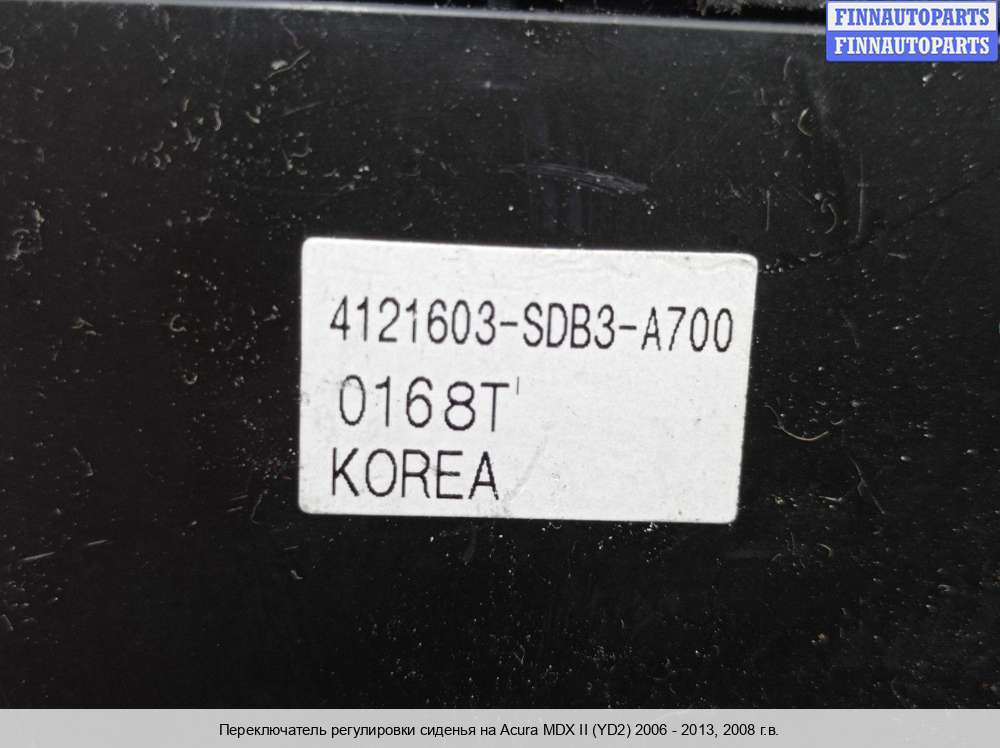 FINNAUTOPARTS
FINNAUTOPARTS
4121603-SDB3-A700
0168T
KOREA
Переключатель регулировки сиденья на Acura MDX II (YD2) 2006 - 2013, 2008 г.в.